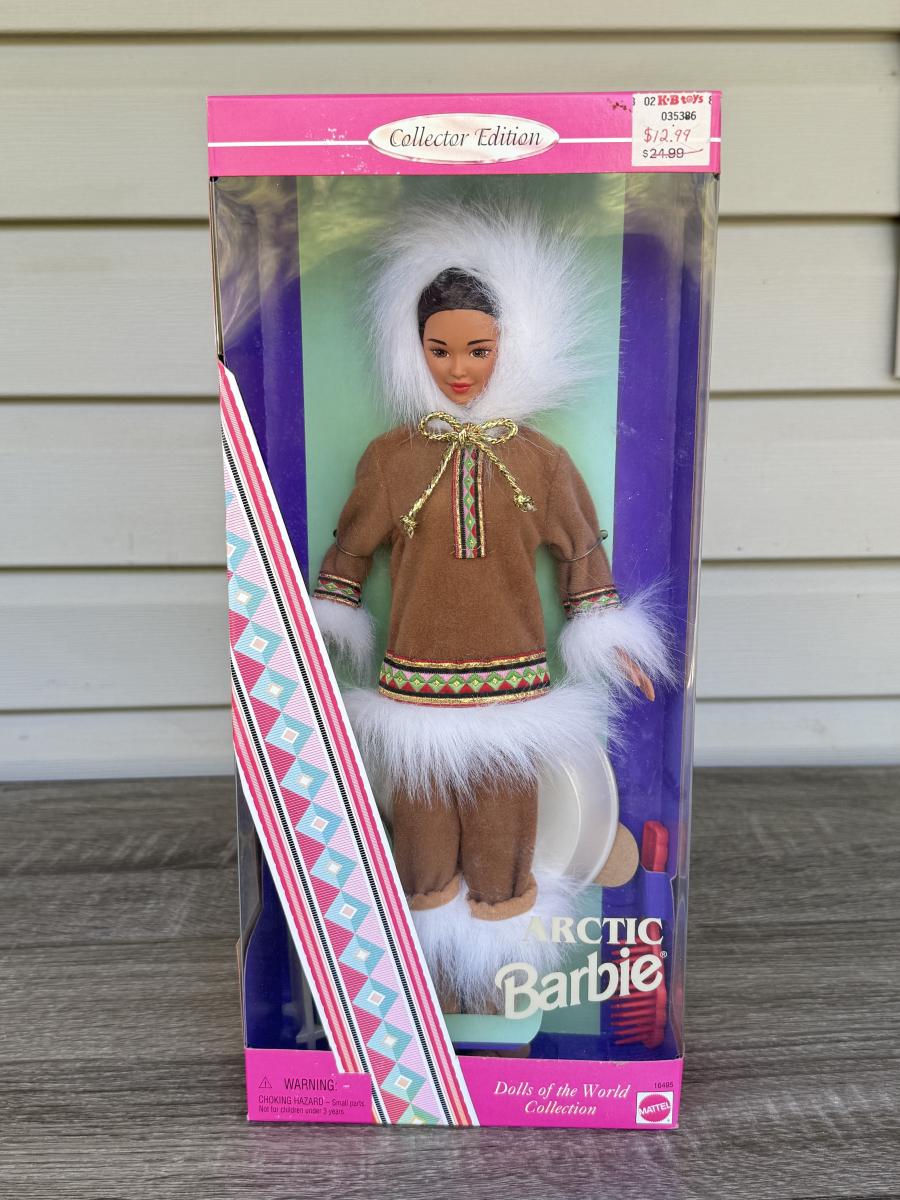 02 K·B toys 8
035386
$12.99
$24.99
Collector Edition
ARCTIC
Barbie®
⚠ WARNING:
CHOKING HAZARD – Small parts.
Not for children under 3 years.
Dolls of the World
Collection
16495
MATTEL